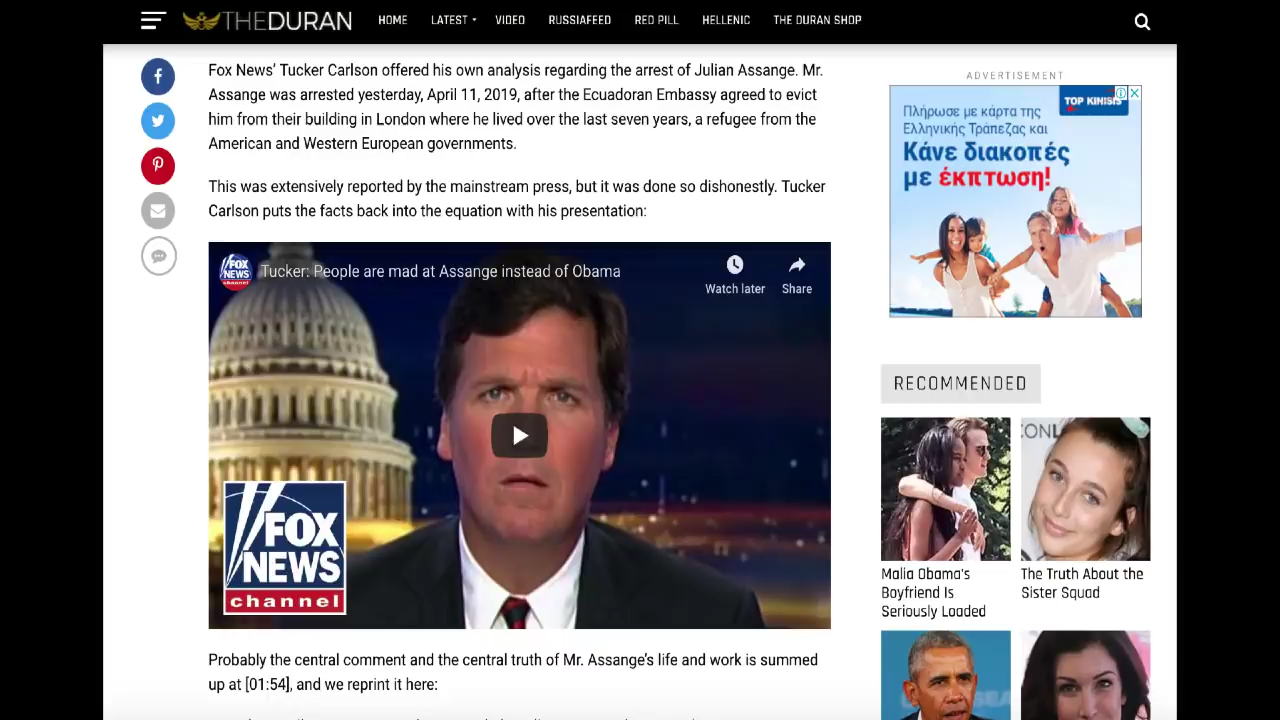 THEDURAN
HOME
LATEST
VIDEO
RUSSIAFEED
RED PILL
HELLENIC
THE DURAN SHOP
Fox News' Tucker Carlson offered his own analysis regarding the arrest of Julian Assange. Mr.
Assange was arrested yesterday, April 11, 2019, after the Ecuadoran Embassy agreed to evict
him from their building in London where he lived over the last seven years, a refugee from the
American and Western European governments.
This was extensively reported by the mainstream press, but it was done so dishonestly. Tucker
Carlson puts the facts back into the equation with his presentation:
FOX
NEWS
channel
Tucker: People are mad at Assange instead of Obama
Watch later
Share
FOX
NEWS
channel
Probably the central comment and the central truth of Mr. Assange's life and work is summed
up at [01:54], and we reprint it here:
ADVERTISEMENT
TOP KINISIS
Πλήρωσε με κάρτα της
Ελληνικής Τράπεζας και
Κάνε διακοπές
με έκπτωση!
RECOMMENDED
CONL
Malia Obama's
Boyfriend Is
Seriously Loaded
The Truth About the
Sister Squad